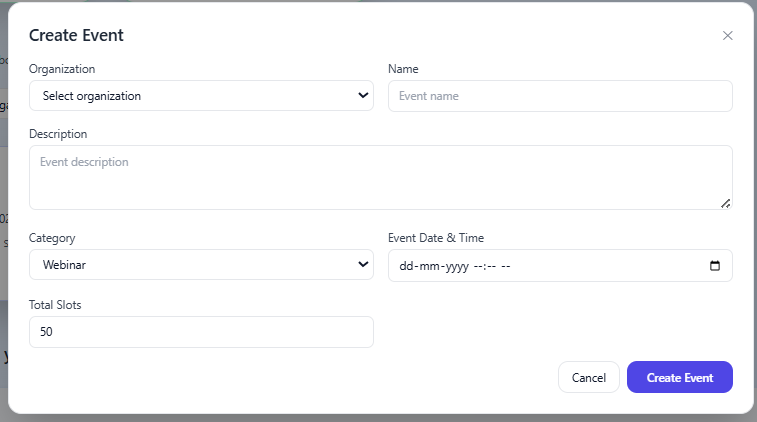 Create Event
Organization
Name
Select organization
Event name
Description
Event description
Category
Event Date & Time
Webinar
dd-mm-yyyy --:-- --
Total Slots
50
Cancel
Create Event